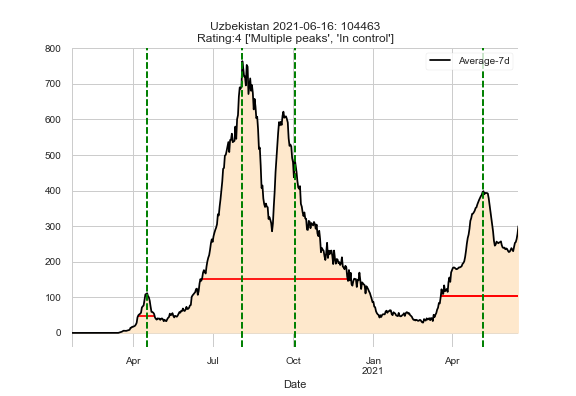 Uzbekistan 2021-06-16: 104463
Rating:4 ['Multiple peaks', 'In control']
Average-7d
800
700
600
500
400
300
200
100
0
Apr Jul Oct Jan Apr
2021
Date